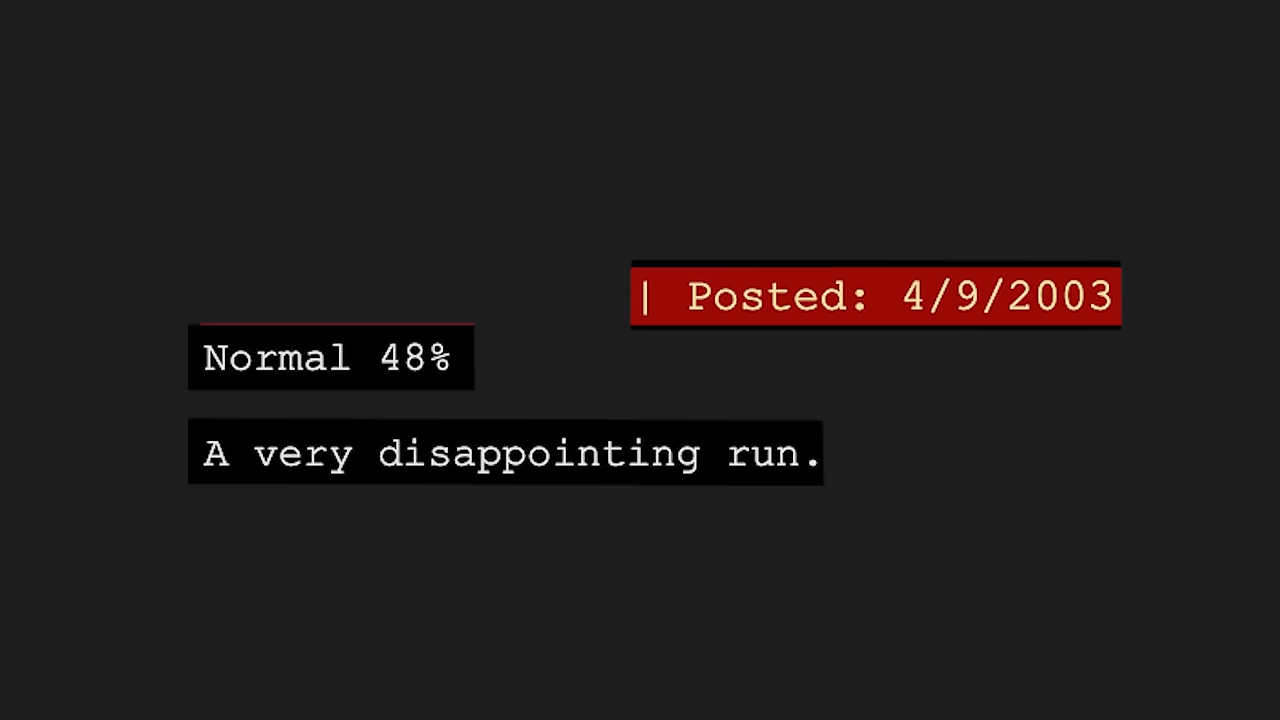 | Posted: 4/9/2003
Normal 48%
A very disappointing run.